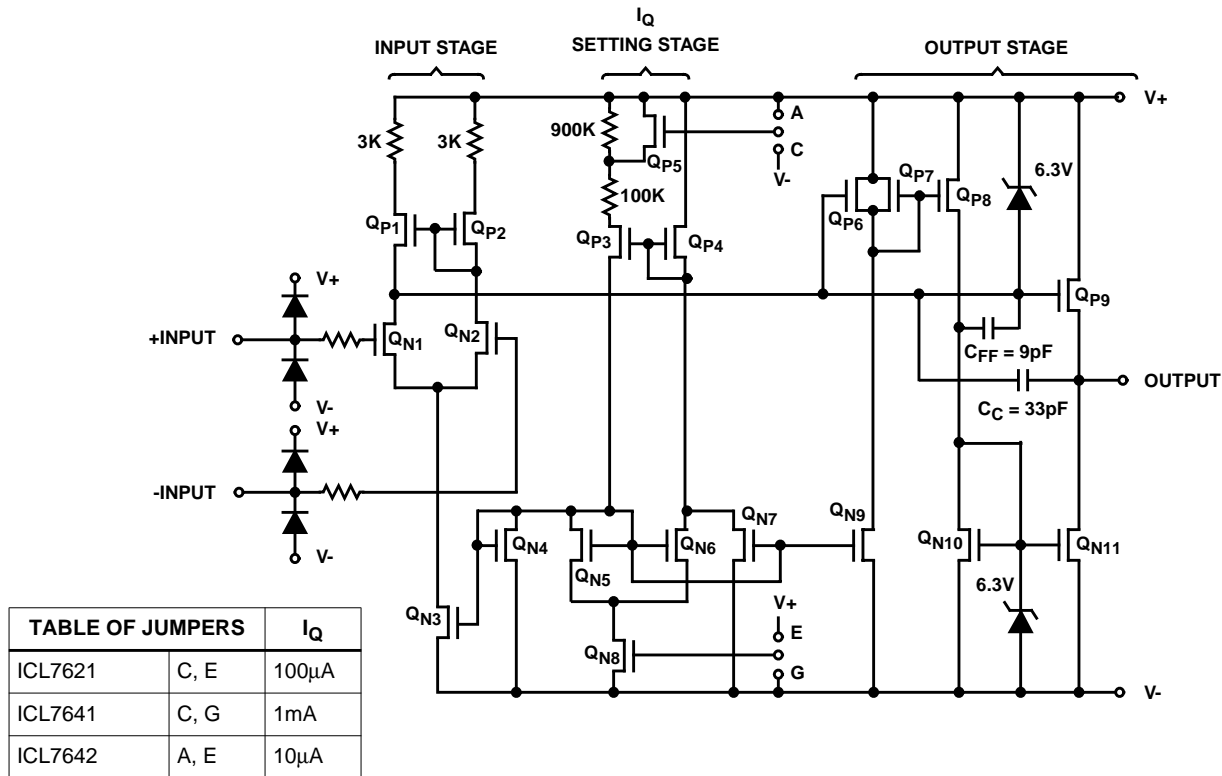 IQ
INPUT STAGE
SETTING STAGE
OUTPUT STAGE
V+
3K
3K
900K
QP5
A
C
V-
100K
QP7
QP6
QP8
6.3V
QP1
QP2
QP3
QP4
QP9
V+
+INPUT
QN1
QN2
CFF = 9pF
OUTPUT
V-
CC = 33pF
V+
-INPUT
V-
QN4
QN5
QN6
QN7
QN9
QN10
QN11
6.3V
QN3
QN8
V+
E
G
V-
TABLE OF JUMPERS IQ
ICL7621 C, E 100μA
ICL7641 C, G 1mA
ICL7642 A, E 10μA